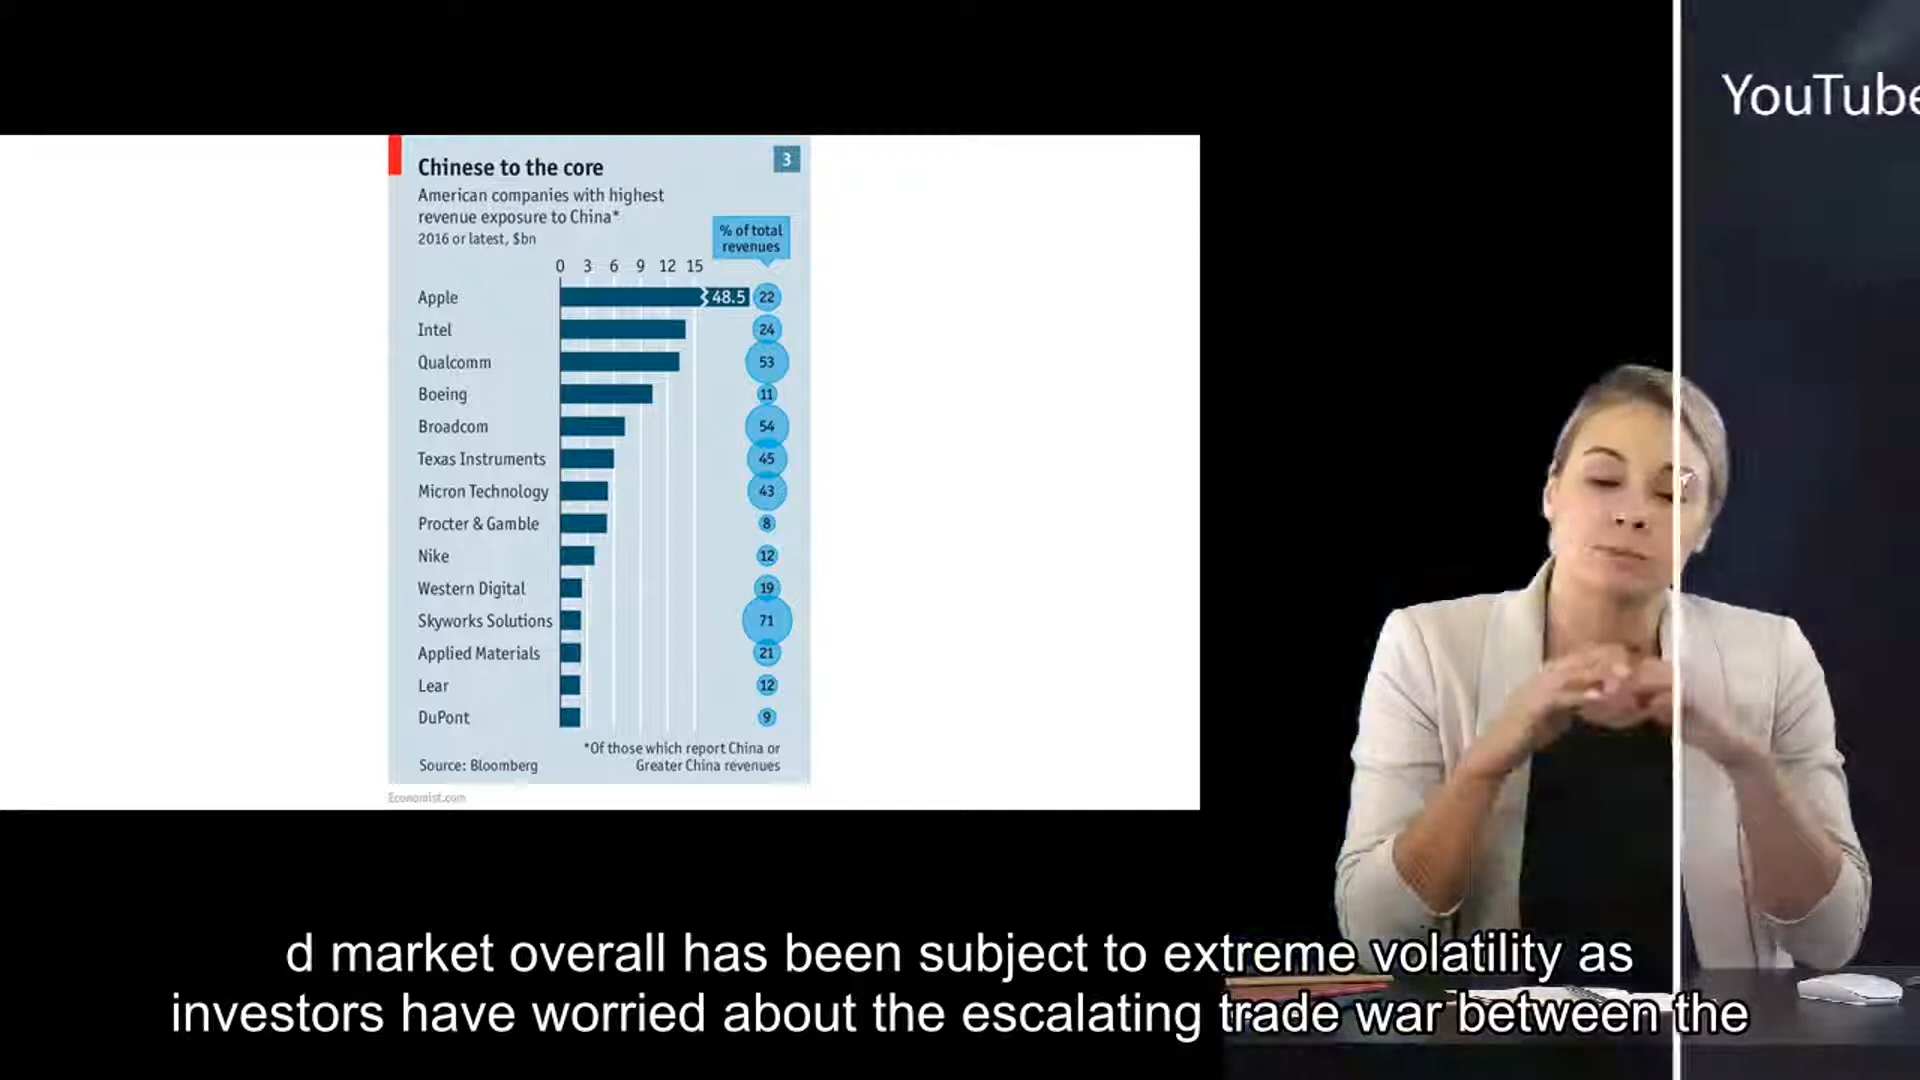 YouTube
Chinese to the core
3
American companies with highest
revenue exposure to China*
2016 or latest, $bn
% of total
revenues
0 3 6 9 12 15
Apple 48.5 22
Intel 24
Qualcomm 53
Boeing 11
Broadcom 54
Texas Instruments 45
Micron Technology 43
Procter & Gamble 8
Nike 12
Western Digital 19
Skyworks Solutions 71
Applied Materials 21
Lear 12
DuPont 9
*Of those which report China or
Greater China revenues
Source: Bloomberg
Economist.com
d market overall has been subject to extreme volatility as
investors have worried about the escalating trade war between the